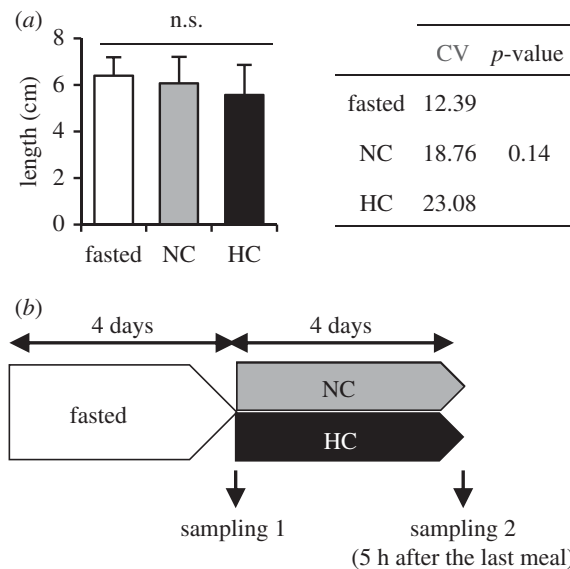 (a)
n.s.
length (cm)
8
6
4
2
0
fasted NC HC
CV p-value
fasted 12.39
NC 18.76 0.14
HC 23.08
(b)
4 days 4 days
fasted
NC
HC
sampling 1 sampling 2
(5 h after the last meal)